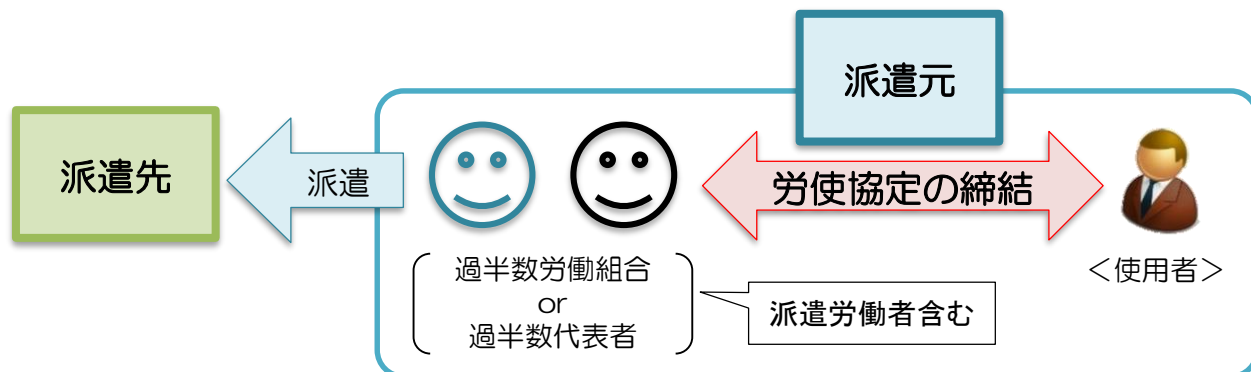 派遣元
派遣先
派遣
労使協定の締結
過半数労働組合
or
過半数代表者
派遣労働者含む
＜使用者＞